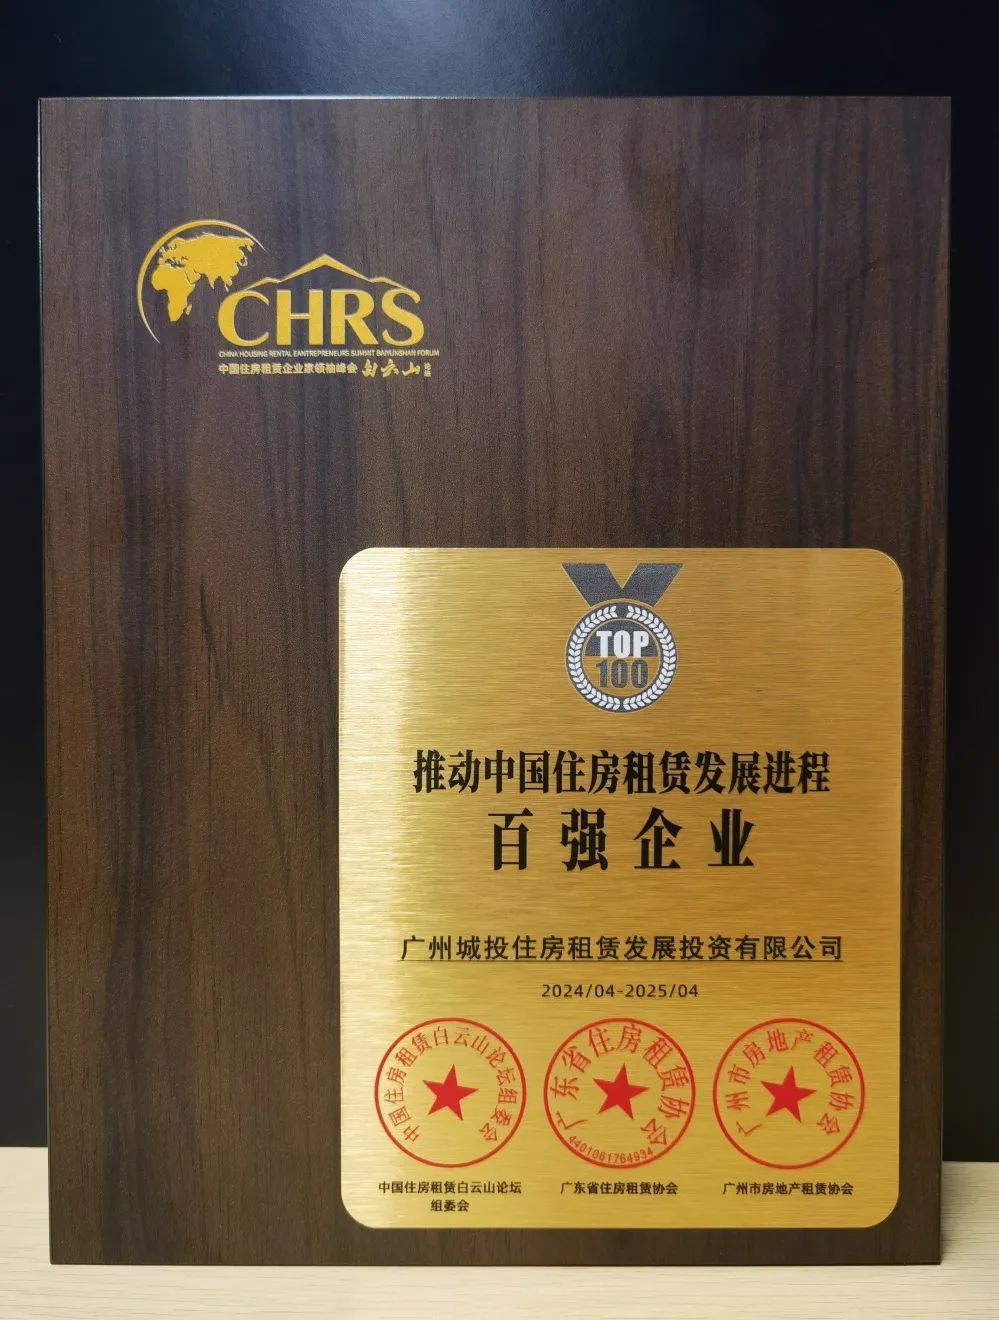 CHRS
CHINA HOUSING RENTAL EANTREPRENEURS SUMMIT BAIYUNSHAN FORUM
中国住房租赁企业家领袖峰会 白云山 论坛
TOP
100
推动中国住房租赁发展进程
百强企业
广州城投住房租赁发展投资有限公司
2024/04-2025/04
中国住房租赁白云山论坛组委会
广东省住房租赁协会
4401061764934
广州市房地产租赁协会
中国住房租赁白云山论坛
组委会
广东省住房租赁协会
广州市房地产租赁协会